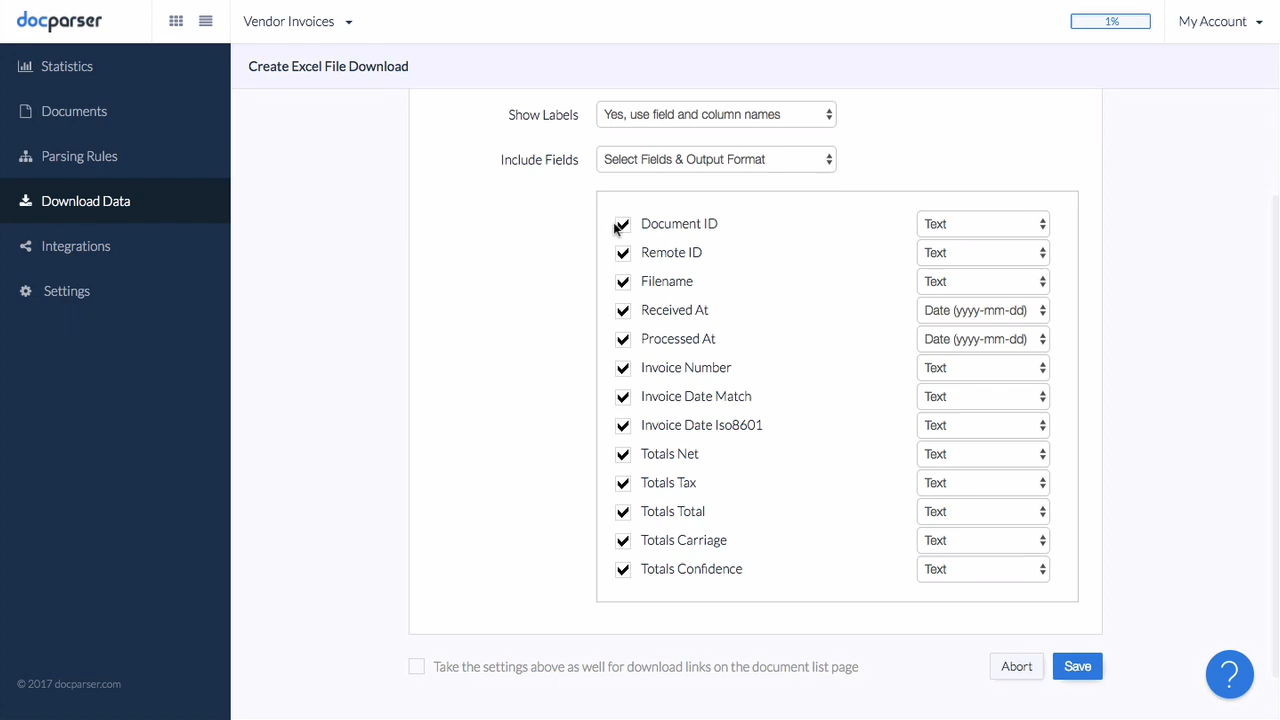 docparser
Vendor Invoices
1%
My Account
Statistics
Documents
Parsing Rules
Download Data
Integrations
Settings
© 2017 docparser.com
Create Excel File Download
Show Labels Yes, use field and column names
Include Fields Select Fields & Output Format
Document ID Text
Remote ID Text
Filename Text
Received At Date (yyyy-mm-dd)
Processed At Date (yyyy-mm-dd)
Invoice Number Text
Invoice Date Match Text
Invoice Date Iso8601 Text
Totals Net Text
Totals Tax Text
Totals Total Text
Totals Carriage Text
Totals Confidence Text
Take the settings above as well for download links on the document list page
Abort Save
?